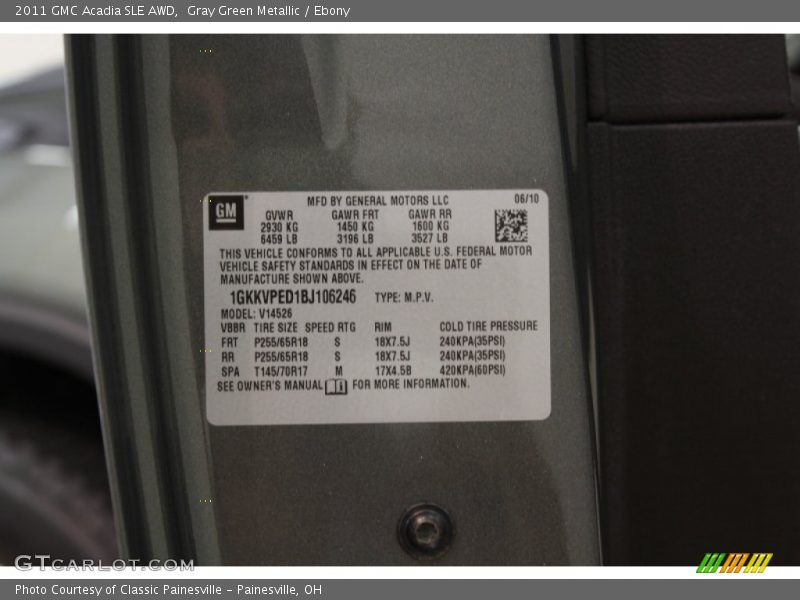 2011 GMC Acadia SLE AWD, Gray Green Metallic / Ebony
GM
MFD BY GENERAL MOTORS LLC 06/10
GVWR GAWR FRT GAWR RR
2930 KG 1450 KG 1600 KG
6459 LB 3196 LB 3527 LB
THIS VEHICLE CONFORMS TO ALL APPLICABLE U.S. FEDERAL MOTOR
VEHICLE SAFETY STANDARDS IN EFFECT ON THE DATE OF
MANUFACTURE SHOWN ABOVE.
1GKKVPED1BJ106246 TYPE: M.P.V.
MODEL: V14526
VBBR TIRE SIZE SPEED RTG RIM COLD TIRE PRESSURE
FRT P255/65R18 S 18X7.5J 240KPA(35PSI)
RR P255/65R18 S 18X7.5J 240KPA(35PSI)
SPA T145/70R17 M 17X4.5B 420KPA(60PSI)
SEE OWNER'S MANUAL FOR MORE INFORMATION.
GTcarlot.com
Photo Courtesy of Classic Painesville - Painesville, OH